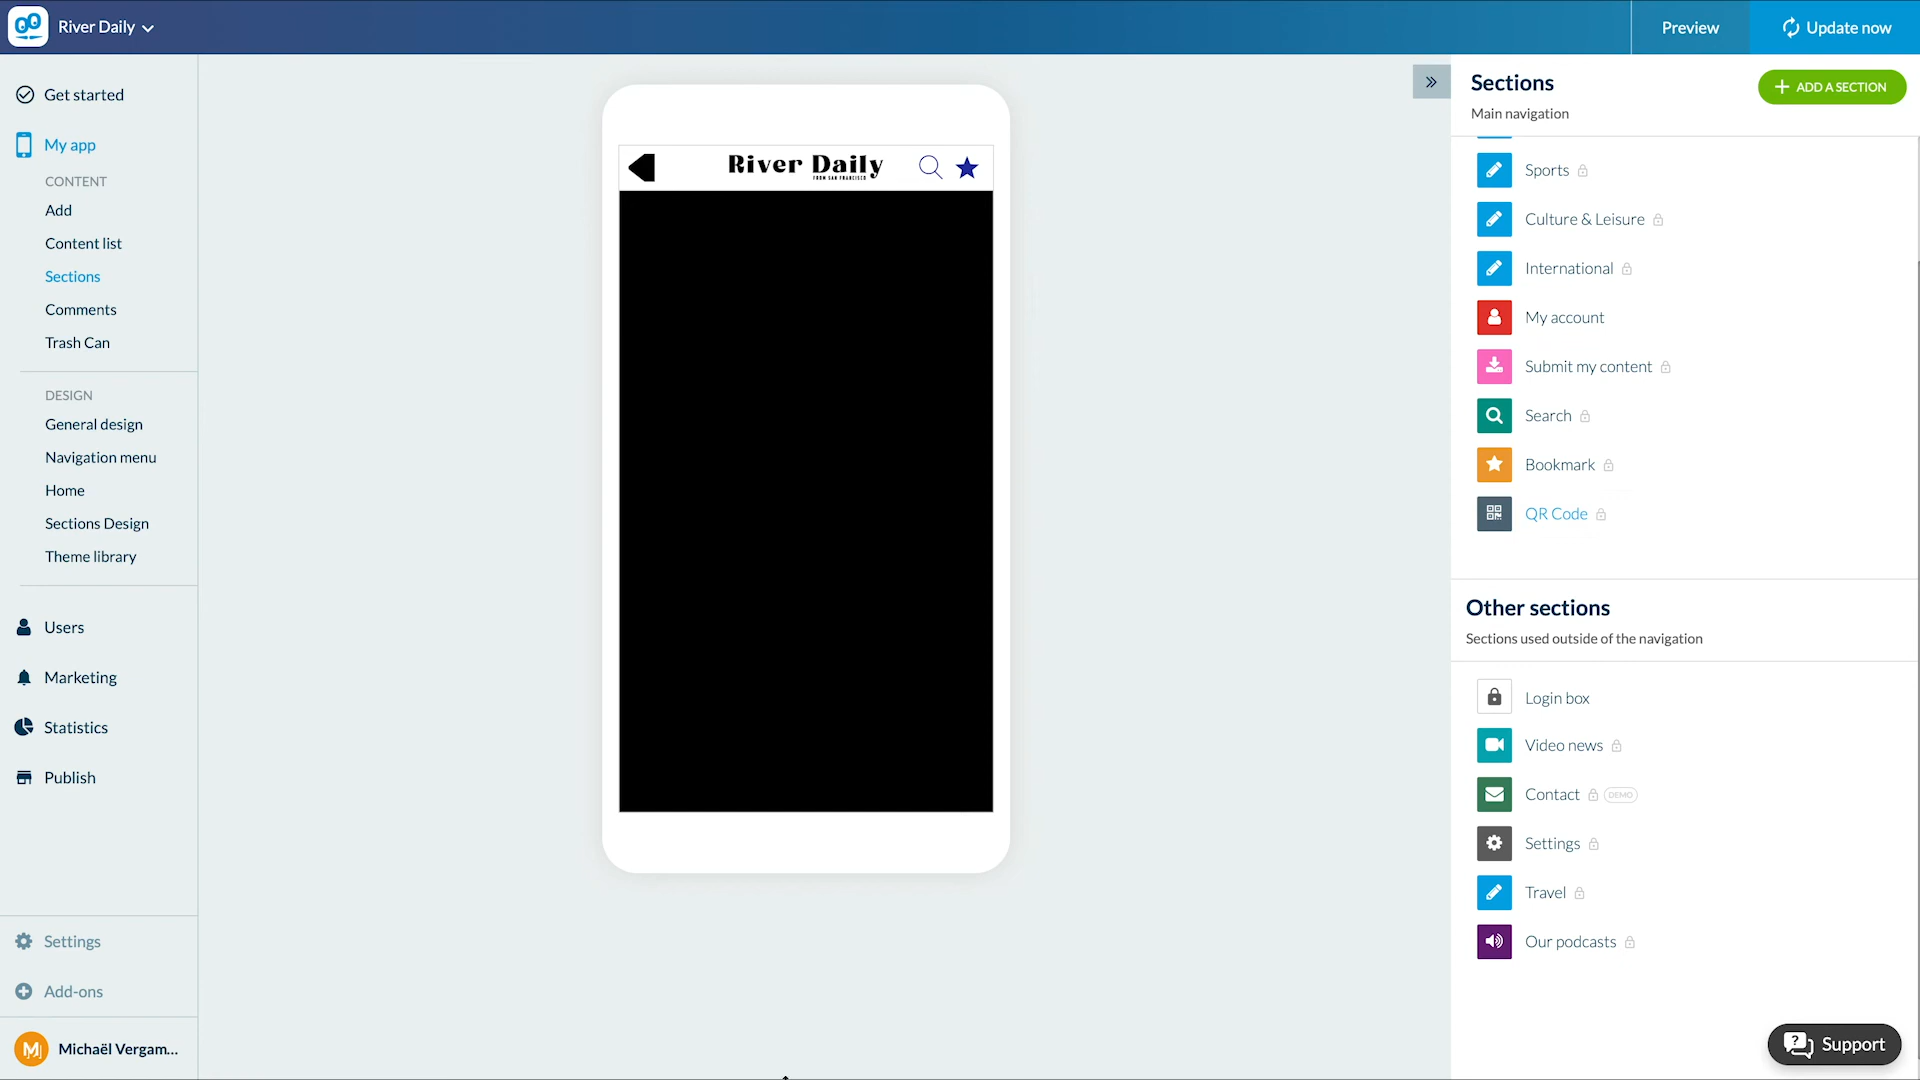 River Daily
Preview
Update now
Get started
My app
CONTENT
Add
Content list
Sections
Comments
Trash Can
DESIGN
General design
Navigation menu
Home
Sections Design
Theme library
Users
Marketing
Statistics
Publish
Settings
Add-ons
M
Michaël Vergam...
River Daily
FROM SAN FRANCISCO
Sections
Main navigation
ADD A SECTION
Sports
Culture & Leisure
International
My account
Submit my content
Search
Bookmark
QR Code
Other sections
Sections used outside of the navigation
Login box
Video news
Contact DEMO
Settings
Travel
Our podcasts
Support